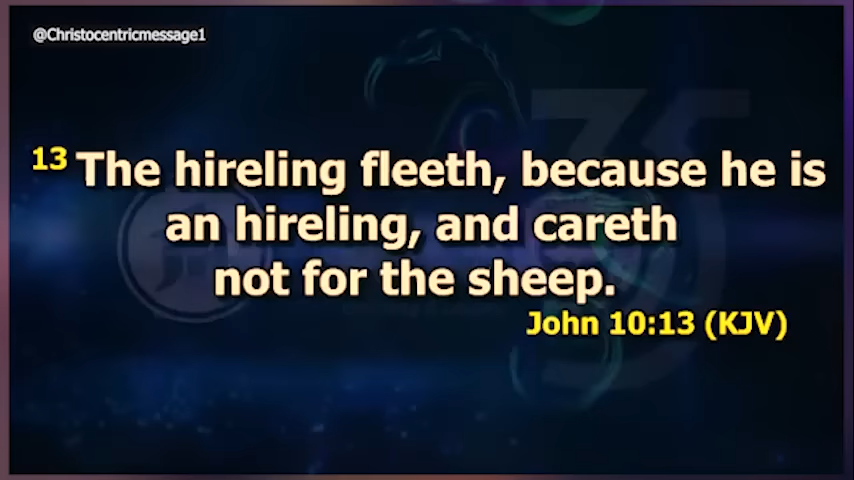 @Christocentricmessage1
13 The hireling fleeth, because he is
an hireling, and careth
not for the sheep.
John 10:13 (KJV)